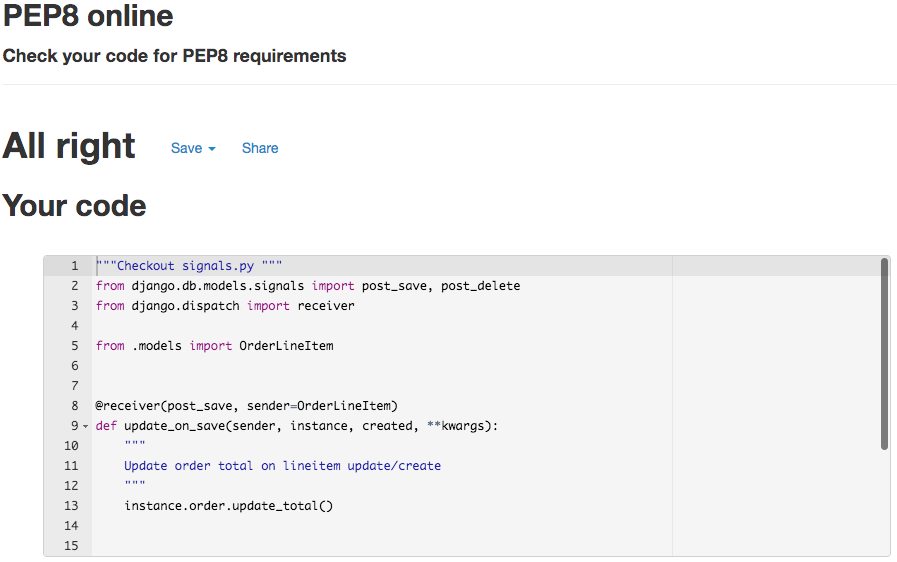 PEP8 online
Check your code for PEP8 requirements
All right Save Share
Your code
1 """Checkout signals.py """
2 from django.db.models.signals import post_save, post_delete
3 from django.dispatch import receiver
4
5 from .models import OrderLineItem
6
7
8 @receiver(post_save, sender=OrderLineItem)
9 def update_on_save(sender, instance, created, **kwargs):
10     """
11     Update order total on lineitem update/create
12     """
13     instance.order.update_total()
14
15